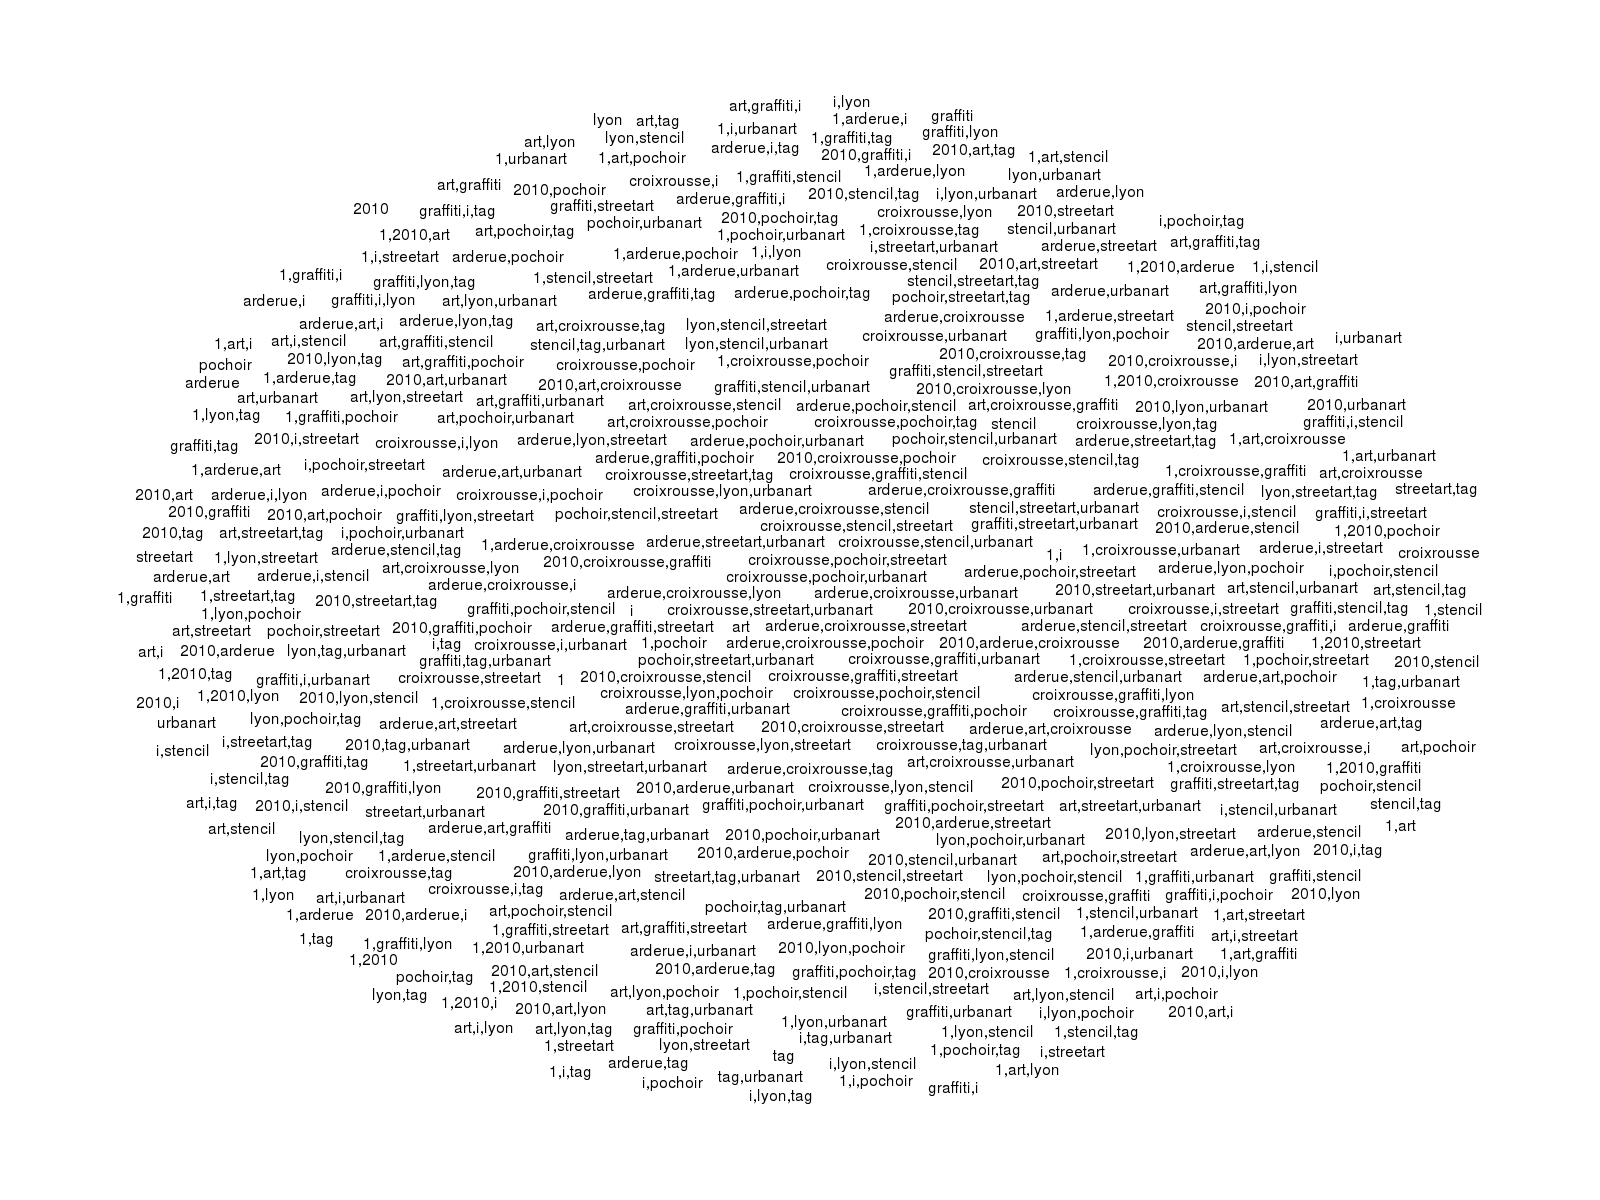 art,graffiti,i i,lyon
lyon art,tag 1,i,urbanart 1,arderue,i graffiti
art,lyon lyon,stencil arderue,i,tag 1,graffiti,tag graffiti,lyon
1,urbanart 1,art,pochoir 2010,graffiti,i 2010,art,tag 1,art,stencil
art,graffiti 2010,pochoir croixrousse,i 1,graffiti,stencil 1,arderue,lyon lyon,urbanart
2010 graffiti,i,tag graffiti,streetart arderue,graffiti,i 2010,stencil,tag i,lyon,urbanart arderue,lyon
1,2010,art art,pochoir,tag pochoir,urbanart 2010,pochoir,tag croixrousse,lyon 2010,streetart i,pochoir,tag
1,pochoir,urbanart 1,croixrousse,tag stencil,urbanart
1,i,streetart arderue,pochoir 1,arderue,pochoir 1,i,lyon i,streetart,urbanart arderue,streetart art,graffiti,tag
1,graffiti,i graffiti,lyon,tag 1,stencil,streetart 1,arderue,urbanart croixrousse,stencil 2010,art,streetart 1,2010,arderue 1,i,stencil
stencil,streetart,tag
arderue,i graffiti,i,lyon art,lyon,urbanart arderue,graffiti,tag arderue,pochoir,tag pochoir,streetart,tag arderue,urbanart art,graffiti,lyon
arderue,art,i arderue,lyon,tag art,croixrousse,tag lyon,stencil,streetart arderue,croixrousse 1,arderue,streetart 2010,i,pochoir
stencil,streetart
1,art,i art,i,stencil art,graffiti,stencil stencil,tag,urbanart lyon,stencil,urbanart croixrousse,urbanart graffiti,lyon,pochoir 2010,arderue,art i,urbanart
pochoir 2010,lyon,tag art,graffiti,pochoir croixrousse,pochoir 1,croixrousse,pochoir 2010,croixrousse,tag 2010,croixrousse,i i,lyon,streetart
graffiti,stencil,streetart
arderue 1,arderue,tag 2010,art,urbanart 2010,art,croixrousse graffiti,stencil,urbanart 2010,croixrousse,lyon 1,2010,croixrousse 2010,art,graffiti
art,urbanart art,lyon,streetart art,graffiti,urbanart art,croixrousse,stencil arderue,pochoir,stencil art,croixrousse,graffiti 2010,lyon,urbanart 2010,urbanart
1,lyon,tag 1,graffiti,pochoir art,pochoir,urbanart art,croixrousse,pochoir croixrousse,pochoir,tag stencil croixrousse,lyon,tag graffiti,i,stencil
graffiti,tag 2010,i,streetart croixrousse,i,lyon arderue,lyon,streetart arderue,pochoir,urbanart pochoir,stencil,urbanart arderue,streetart,tag 1,art,croixrousse
arderue,graffiti,pochoir 2010,croixrousse,pochoir croixrousse,stencil,tag 1,art,urbanart
1,arderue,art i,pochoir,streetart arderue,art,urbanart croixrousse,streetart,tag croixrousse,graffiti,stencil 1,croixrousse,graffiti art,croixrousse
2010,art arderue,i,lyon arderue,i,pochoir croixrousse,i,pochoir croixrousse,lyon,urbanart arderue,croixrousse,graffiti arderue,graffiti,stencil lyon,streetart,tag streetart,tag
2010,graffiti 2010,art,pochoir graffiti,lyon,streetart pochoir,stencil,streetart arderue,croixrousse,stencil stencil,streetart,urbanart croixrousse,i,stencil graffiti,i,streetart
2010,tag art,streetart,tag i,pochoir,urbanart croixrousse,stencil,streetart graffiti,streetart,urbanart 2010,arderue,stencil 1,2010,pochoir
streetart 1,lyon,streetart arderue,stencil,tag 1,arderue,croixrousse arderue,streetart,urbanart croixrousse,stencil,urbanart 1,i 1,croixrousse,urbanart arderue,i,streetart croixrousse
arderue,art arderue,i,stencil art,croixrousse,lyon 2010,croixrousse,graffiti croixrousse,pochoir,streetart arderue,pochoir,streetart arderue,lyon,pochoir i,pochoir,stencil
arderue,croixrousse,i croixrousse,pochoir,urbanart
1,graffiti 1,streetart,tag 2010,streetart,tag arderue,croixrousse,lyon arderue,croixrousse,urbanart 2010,streetart,urbanart art,stencil,urbanart art,stencil,tag
1,lyon,pochoir graffiti,pochoir,stencil i croixrousse,streetart,urbanart 2010,croixrousse,urbanart croixrousse,i,streetart graffiti,stencil,tag 1,stencil
art,streetart pochoir,streetart 2010,graffiti,pochoir arderue,graffiti,streetart art arderue,croixrousse,streetart arderue,stencil,streetart croixrousse,graffiti,i arderue,graffiti
art,i 2010,arderue lyon,tag,urbanart i,tag croixrousse,i,urbanart 1,pochoir arderue,croixrousse,pochoir 2010,arderue,croixrousse 2010,arderue,graffiti 1,2010,streetart
graffiti,tag,urbanart pochoir,streetart,urbanart croixrousse,graffiti,urbanart 1,croixrousse,streetart 1,pochoir,streetart 2010,stencil
1,2010,tag graffiti,i,urbanart croixrousse,streetart 1 2010,croixrousse,stencil croixrousse,graffiti,streetart arderue,stencil,urbanart arderue,art,pochoir 1,tag,urbanart
2010,i 1,2010,lyon 2010,lyon,stencil 1,croixrousse,stencil croixrousse,lyon,pochoir croixrousse,pochoir,stencil croixrousse,graffiti,lyon 1,croixrousse
arderue,graffiti,urbanart croixrousse,graffiti,pochoir croixrousse,graffiti,tag art,stencil,streetart
urbanart lyon,pochoir,tag arderue,art,streetart art,croixrousse,streetart 2010,croixrousse,streetart arderue,art,croixrousse arderue,lyon,stencil arderue,art,tag
i,stencil i,streetart,tag 2010,tag,urbanart arderue,lyon,urbanart croixrousse,lyon,streetart croixrousse,tag,urbanart lyon,pochoir,streetart art,croixrousse,i art,pochoir
2010,graffiti,tag 1,streetart,urbanart lyon,streetart,urbanart arderue,croixrousse,tag art,croixrousse,urbanart 1,croixrousse,lyon 1,2010,graffiti
i,stencil,tag 2010,graffiti,lyon 2010,graffiti,streetart 2010,arderue,urbanart croixrousse,lyon,stencil 2010,pochoir,streetart graffiti,streetart,tag pochoir,stencil
art,i,tag 2010,i,stencil streetart,urbanart 2010,graffiti,urbanart graffiti,pochoir,urbanart graffiti,pochoir,streetart art,streetart,urbanart i,stencil,urbanart stencil,tag
art,stencil lyon,stencil,tag arderue,art,graffiti arderue,tag,urbanart 2010,pochoir,urbanart 2010,arderue,streetart 2010,lyon,streetart arderue,stencil 1,art
lyon,pochoir,urbanart
lyon,pochoir 1,arderue,stencil graffiti,lyon,urbanart 2010,arderue,pochoir 2010,stencil,urbanart art,pochoir,streetart arderue,art,lyon 2010,i,tag
1,art,tag croixrousse,tag 2010,arderue,lyon streetart,tag,urbanart 2010,stencil,streetart lyon,pochoir,stencil 1,graffiti,urbanart graffiti,stencil
1,lyon art,i,urbanart croixrousse,i,tag arderue,art,stencil 2010,pochoir,stencil croixrousse,graffiti graffiti,i,pochoir 2010,lyon
1,arderue 2010,arderue,i art,pochoir,stencil pochoir,tag,urbanart 2010,graffiti,stencil 1,stencil,urbanart 1,art,streetart
1,tag 1,graffiti,lyon 1,graffiti,streetart art,graffiti,streetart arderue,graffiti,lyon pochoir,stencil,tag 1,arderue,graffiti art,i,streetart
1,2010 1,2010,urbanart arderue,i,urbanart 2010,lyon,pochoir graffiti,lyon,stencil 2010,i,urbanart 1,art,graffiti
pochoir,tag 2010,art,stencil 2010,arderue,tag graffiti,pochoir,tag 2010,croixrousse 1,croixrousse,i 2010,i,lyon
lyon,tag 1,2010,stencil art,lyon,pochoir 1,pochoir,stencil i,stencil,streetart art,lyon,stencil art,i,pochoir
1,2010,i 2010,art,lyon art,tag,urbanart graffiti,urbanart i,lyon,pochoir 2010,art,i
art,i,lyon art,lyon,tag graffiti,pochoir 1,lyon,urbanart 1,lyon,stencil 1,stencil,tag
1,streetart lyon,streetart i,tag,urbanart 1,pochoir,tag i,streetart
1,i,tag arderue,tag tag i,lyon,stencil 1,art,lyon
i,pochoir tag,urbanart 1,i,pochoir graffiti,i
i,lyon,tag